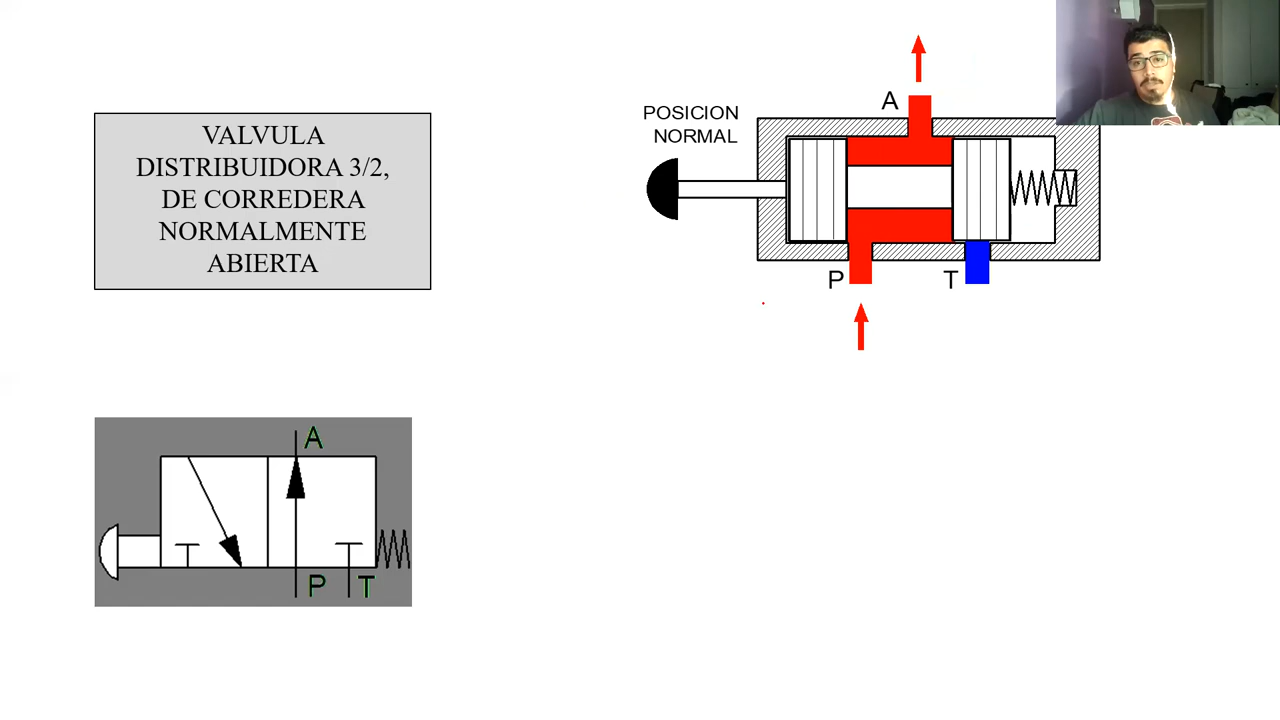 VALVULA
DISTRIBUIDORA 3/2,
DE CORREDERA
NORMALMENTE
ABIERTA
POSICION
NORMAL
A
P
T
A
P
T